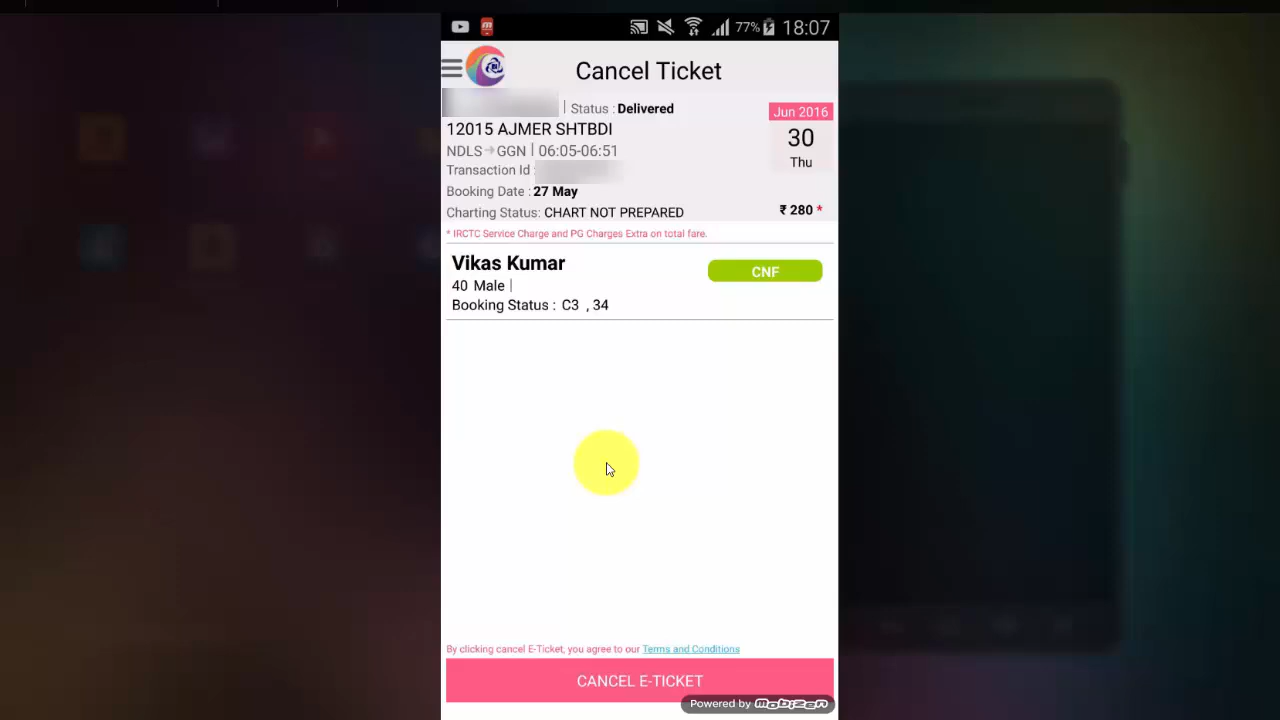 77% 18:07
Cancel Ticket
| Status : Delivered
Jun 2016
12015 AJMER SHTBDI
30
NDLS GGN | 06:05-06:51
Thu
Transaction Id :
Booking Date : 27 May
Charting Status: CHART NOT PREPARED
₹ 280 *
* IRCTC Service Charge and PG Charges Extra on total fare.
Vikas Kumar
CNF
40 Male |
Booking Status : C3 , 34
By clicking cancel E-Ticket, you agree to our Terms and Conditions
CANCEL E-TICKET
Powered by Mobizen